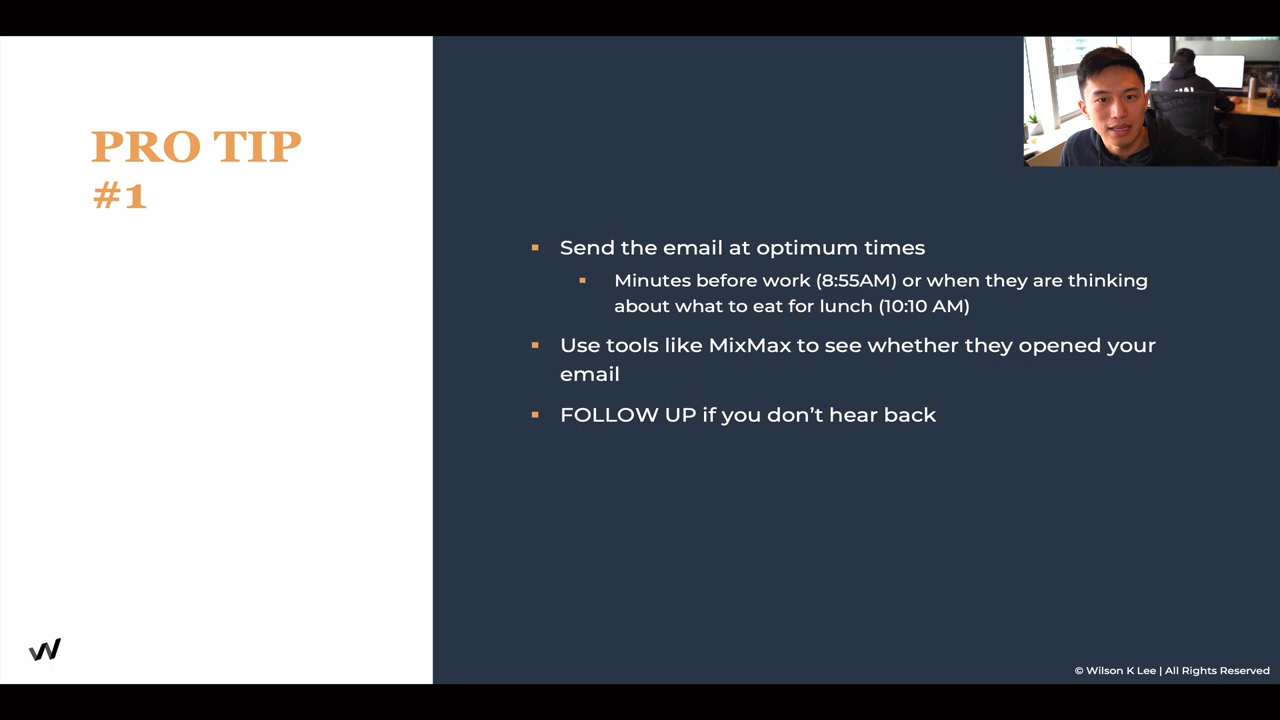 PRO TIP
#1
Send the email at optimum times
Minutes before work (8:55AM) or when they are thinking
about what to eat for lunch (10:10 AM)
Use tools like MixMax to see whether they opened your
email
FOLLOW UP if you don’t hear back
© Wilson K Lee | All Rights Reserved